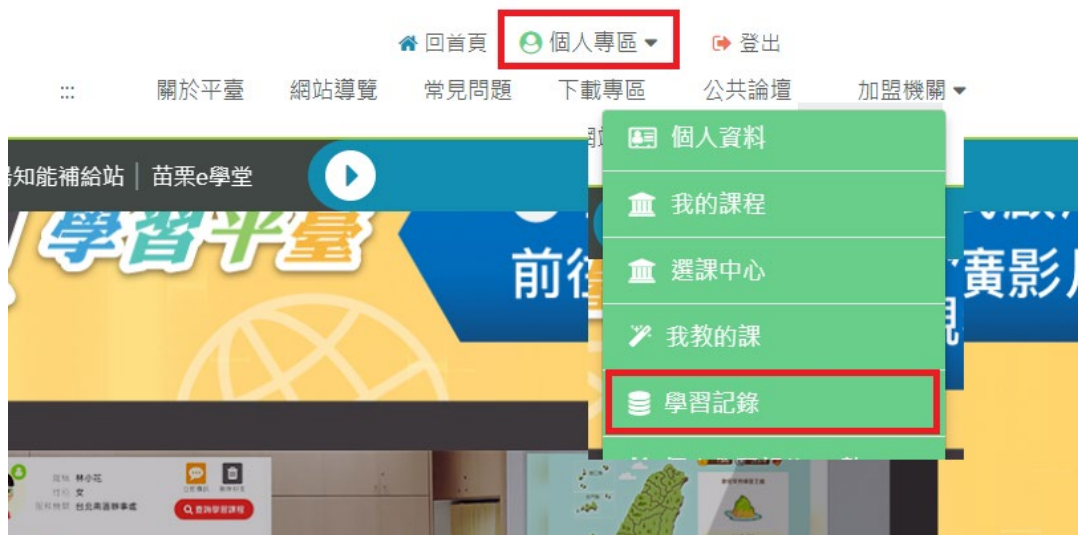 回首頁 個人專區 登出
::: 關於平臺 網站導覽 常見問題 下載專區 公共論壇 加盟機關
個人資料
知能補給站 | 苗栗e學堂
我的課程
學習平臺
前往
選課中心
廣影
我教的課
學習記錄
林小花
女
台北南區辦事處
查詢學習課程